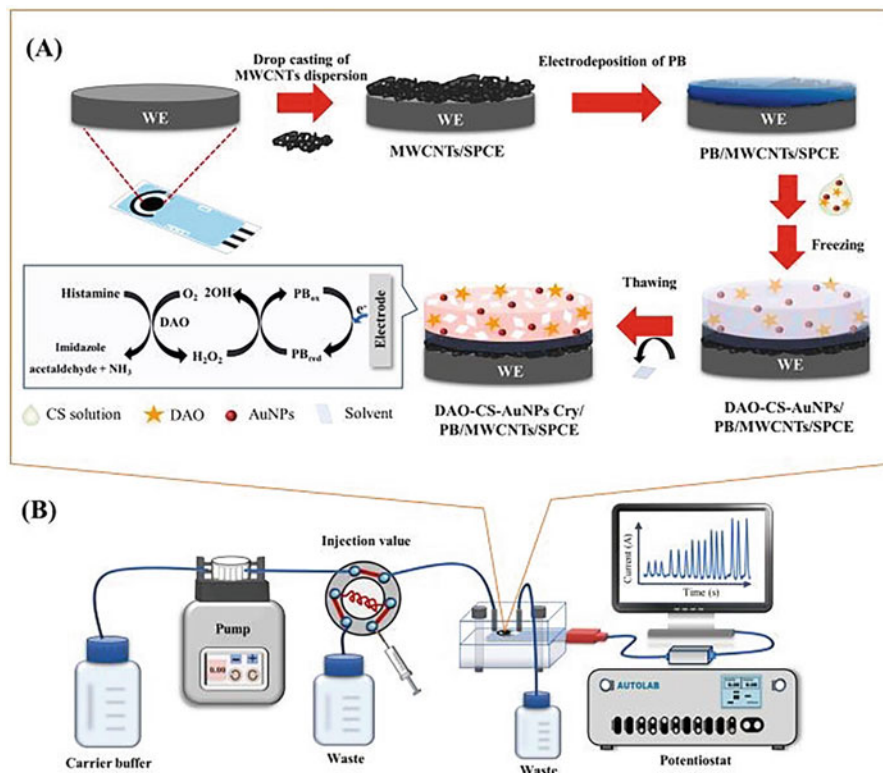 (A)
Drop casting of
MWCNTs dispersion
Electrodeposition of PB
WE
WE
WE
MWCNTs/SPCE
PB/MWCNTs/SPCE
Freezing
Thawing
Histamine
O2
2OH
PBox
e-
Electrode
DAO
Imidazole
acetaldehyde + NH3
H2O2
PBred
WE
WE
CS solution
DAO
AuNPs
Solvent
DAO-CS-AuNPs Cry/
PB/MWCNTs/SPCE
DAO-CS-AuNPs/
PB/MWCNTs/SPCE
(B)
Injection value
Current (A)
Time (s)
Pump
0.00
AUTOLAB
Carrier buffer
Waste
Waste
Potentiostat